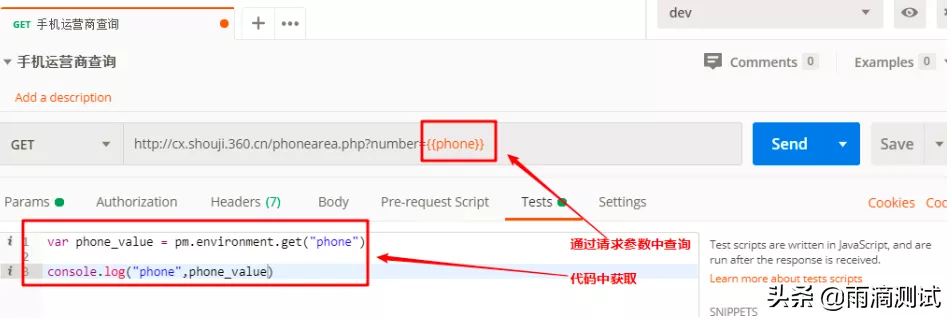 GET 手机运营商查询
dev
手机运营商查询
Comments 0
Examples 0
Add a description
GET
http://cx.shouji.360.cn/phonearea.php?number={{phone}}
Send
Save
Params
Authorization
Headers (7)
Body
Pre-request Script
Tests
Settings
Cookies
1 var phone_value = pm.environment.get("phone")
2
3 console.log("phone",phone_value)
通过请求参数中查询
代码中获取
Test scripts are written in JavaScript, and are
run after the response is received.
Learn more about tests scripts
SNIPPETS
头条 @雨滴测试